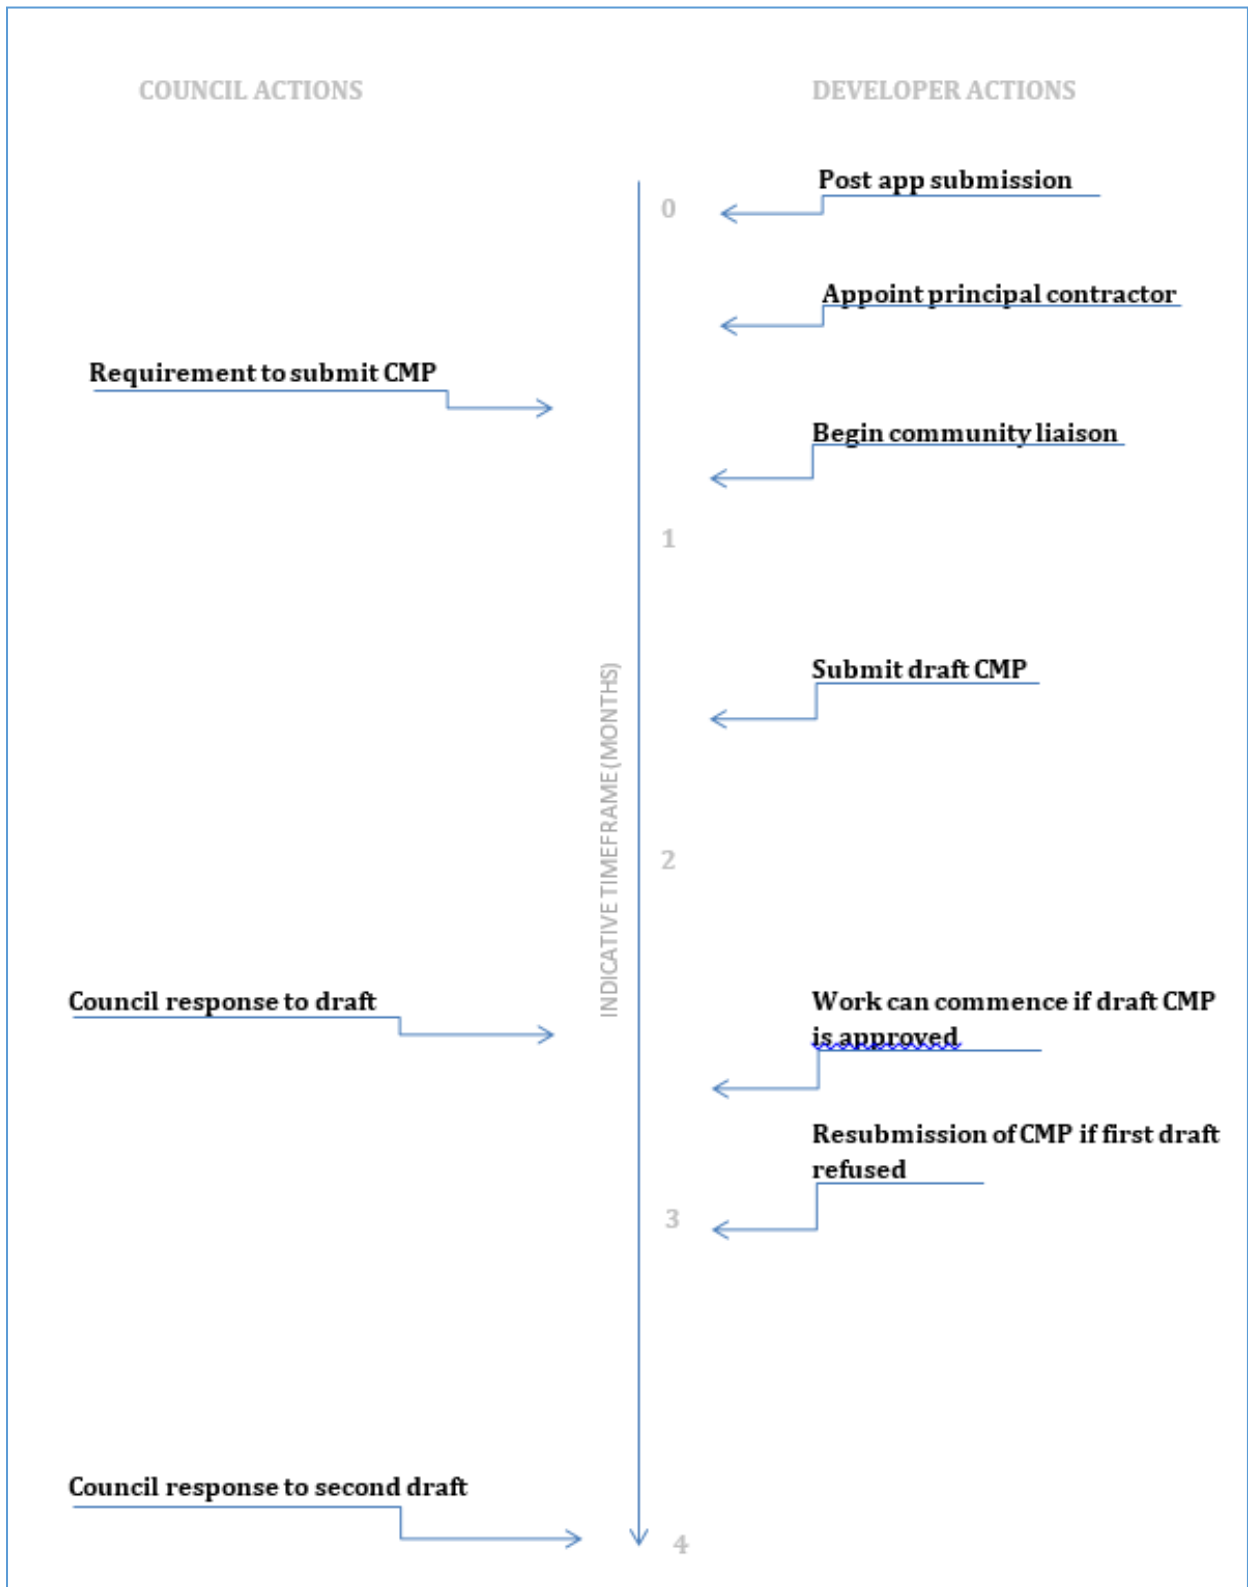 COUNCIL ACTIONS
DEVELOPER ACTIONS
Post app submission
0
Appoint principal contractor
Requirement to submit CMP
Begin community liaison
1
Submit draft CMP
INDICATIVE TIMEFRAME (MONTHS)
2
Council response to draft
Work can commence if draft CMP
is approved
Resubmission of CMP if first draft
refused
3
Council response to second draft
4